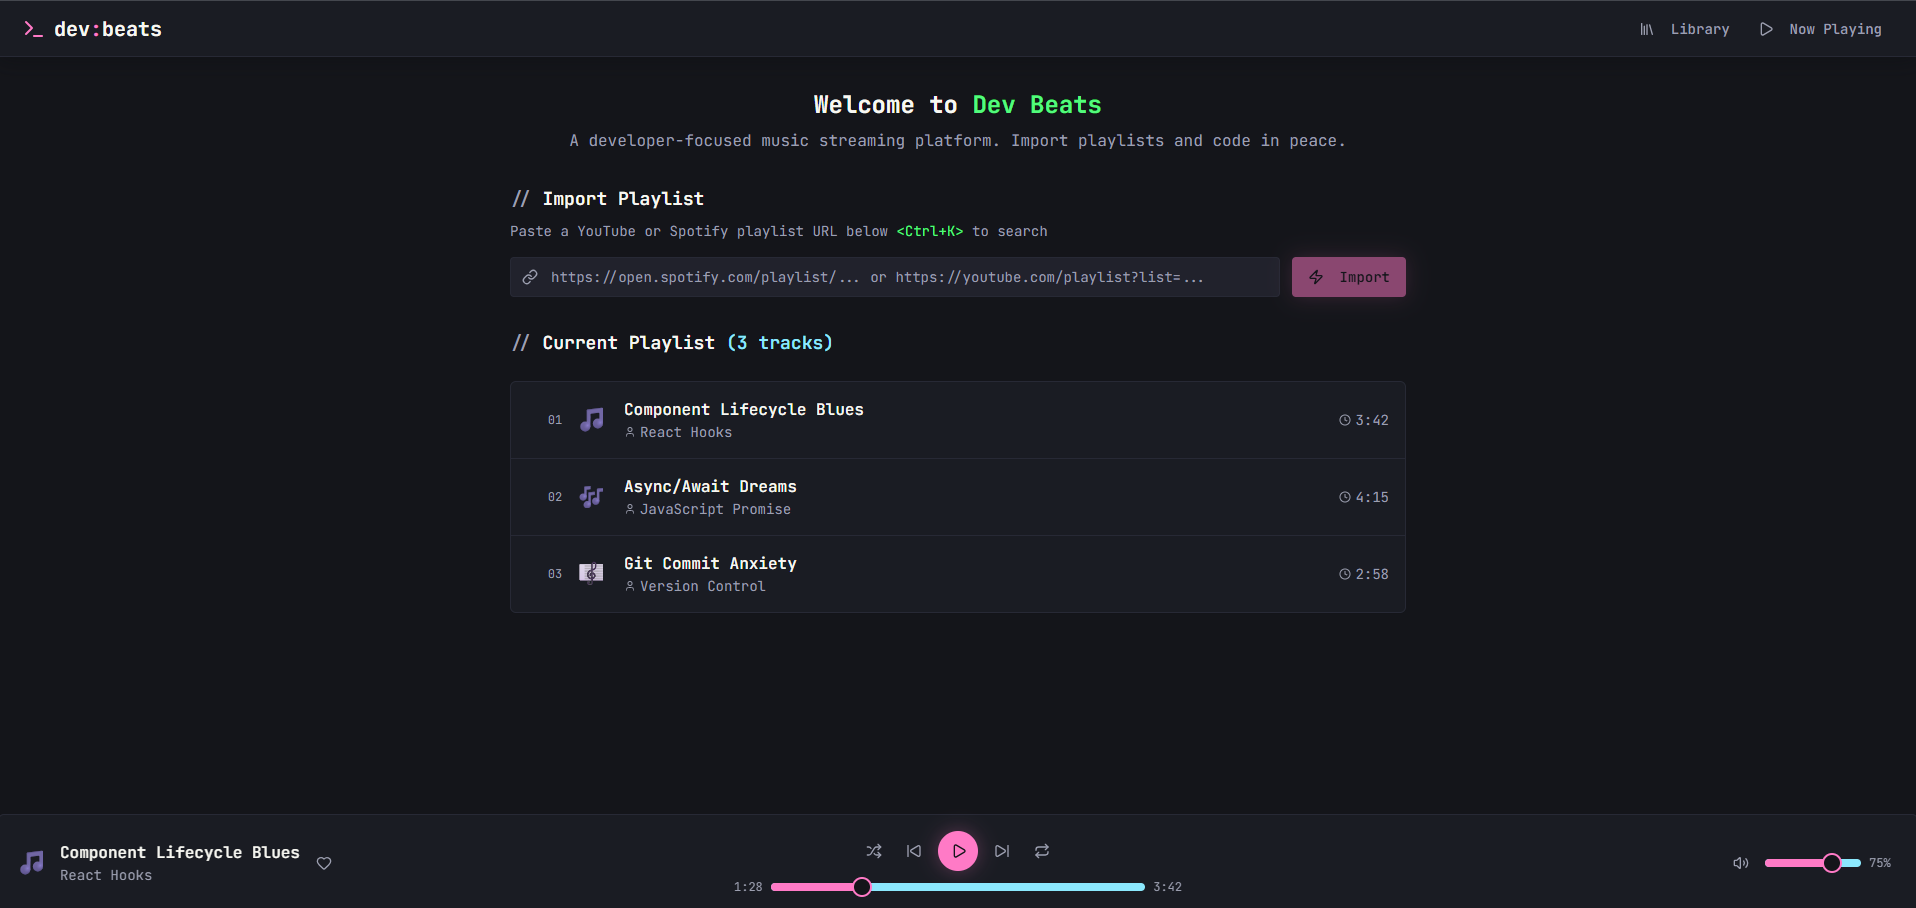 >_ dev:beats
Library
Now Playing
Welcome to Dev Beats
A developer-focused music streaming platform. Import playlists and code in peace.
// Import Playlist
Paste a YouTube or Spotify playlist URL below <Ctrl+K> to search
https://open.spotify.com/playlist/... or https://youtube.com/playlist?list=...
Import
// Current Playlist (3 tracks)
01
Component Lifecycle Blues
React Hooks
3:42
02
Async/Await Dreams
JavaScript Promise
4:15
03
Git Commit Anxiety
Version Control
2:58
Component Lifecycle Blues
React Hooks
1:28
3:42
75%